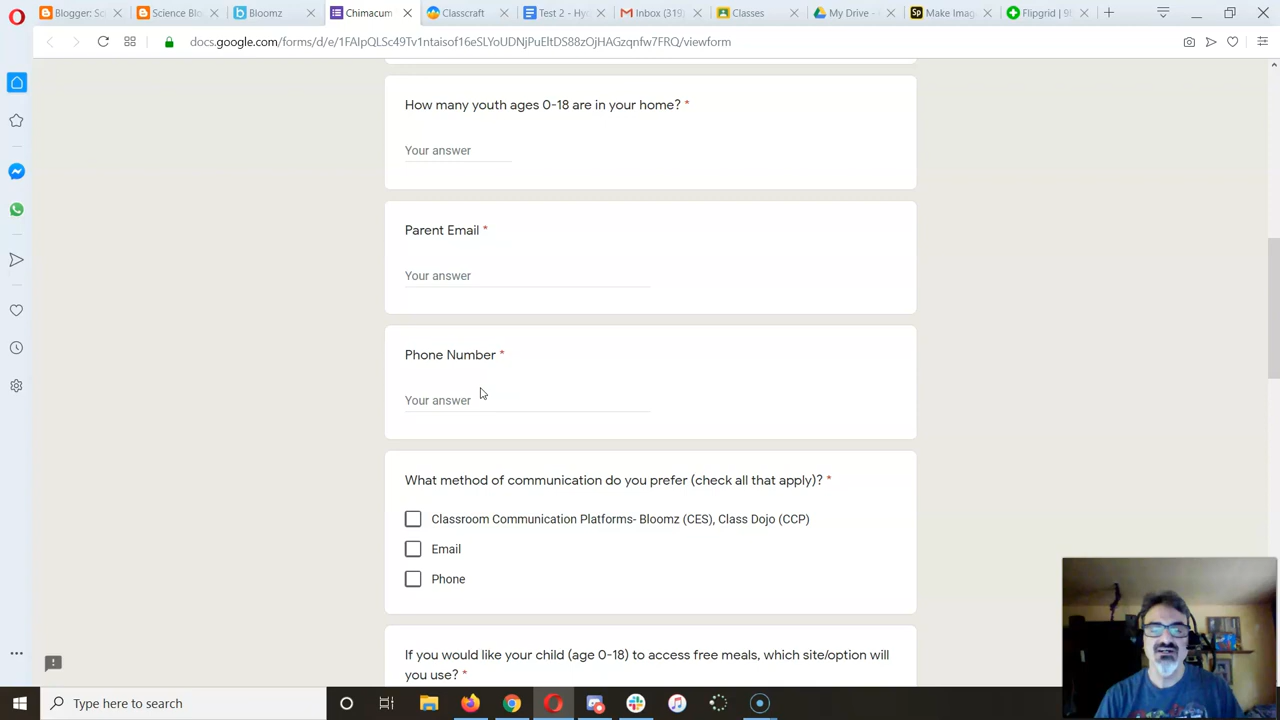 Blogger: Sc
Science Blo
Bloomz
Chimacum
Classcraft
Test 2 - Hyd
Inbox (319)
Classes
My Drive -
Make Imag
Flipgrid | 9t
docs.google.com/forms/d/e/1FAIpQLSc49Tv1ntaisof16eSLYoUDNjPuEltDS88zOjHAGzqnfw7FRQ/viewform
How many youth ages 0-18 are in your home? *
Your answer
Parent Email *
Your answer
Phone Number *
Your answer
What method of communication do you prefer (check all that apply)? *
Classroom Communication Platforms- Bloomz (CES), Class Dojo (CCP)
Email
Phone
If you would like your child (age 0-18) to access free meals, which site/option will
you use? *
Type here to search